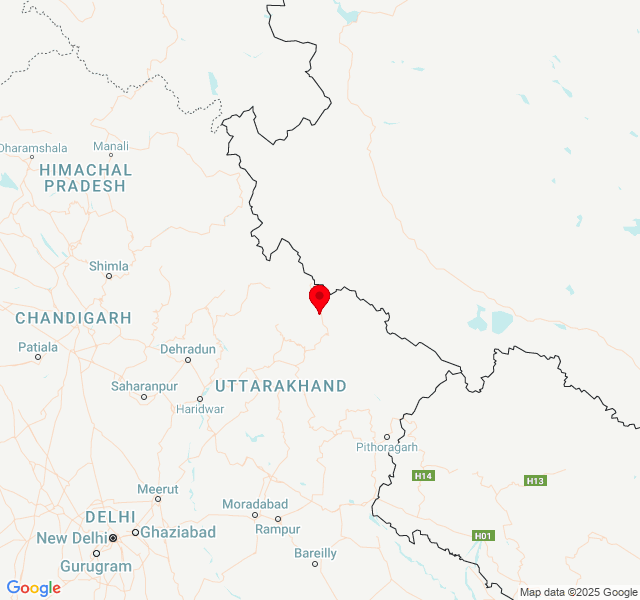 Dharamshala
Manali
HIMACHAL
PRADESH
Shimla
CHANDIGARH
Patiala
Dehradun
Saharanpur
UTTARAKHAND
Haridwar
Pithoragarh
H14
H13
Meerut
Moradabad
DELHI
Rampur
New Delhi
Ghaziabad
H01
Bareilly
Gurugram
Google
Map data ©2025 Google